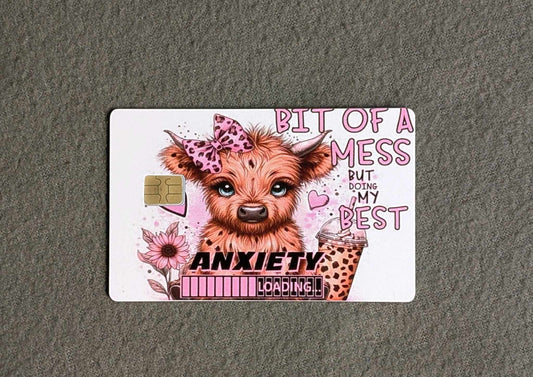 BIT OF A
MESS
BUT
DOING
MY
BEST
ANXIETY
LOADING...